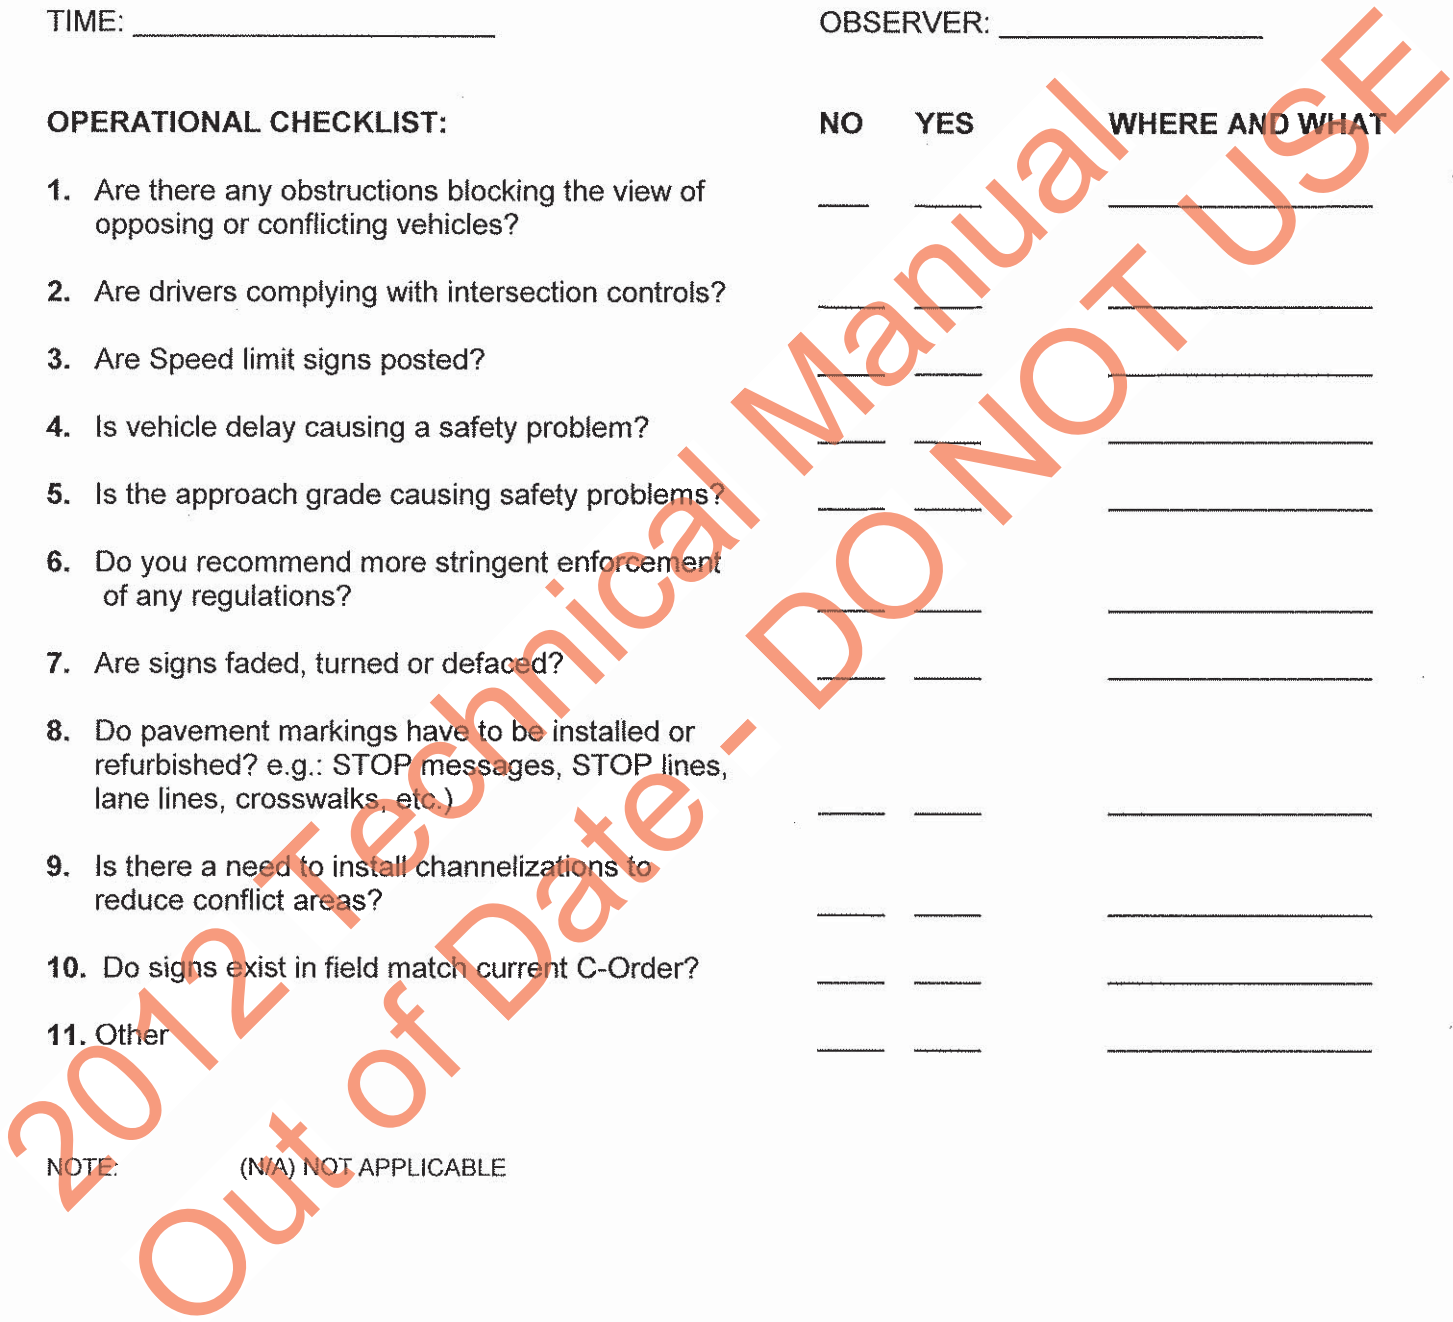 TIME: OBSERVER:
OPERATIONAL CHECKLIST: NO YES WHERE AND WHAT
1. Are there any obstructions blocking the view of
opposing or conflicting vehicles?
2. Are drivers complying with intersection controls?
3. Are Speed limit signs posted?
4. Is vehicle delay causing a safety problem?
5. Is the approach grade causing safety problems?
6. Do you recommend more stringent enforcement
of any regulations?
7. Are signs faded, turned or defaced?
8. Do pavement markings have to be installed or
refurbished? e.g.: STOP messages, STOP lines,
lane lines, crosswalks, etc.)
9. Is there a need to install channelizations to
reduce conflict areas?
10. Do signs exist in field match current C-Order?
11. Other
NOTE: (N/A) NOT APPLICABLE
2012 Technical Manual
Out of Date - DO NOT USE